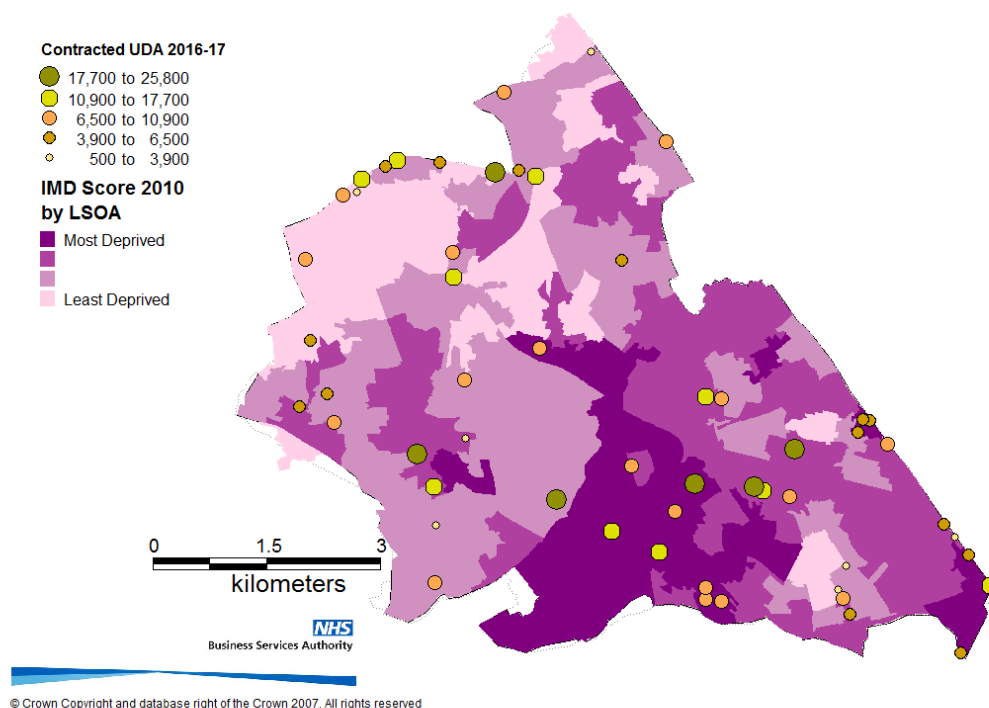 Contracted UDA 2016-17
17,700 to 25,800
10,900 to 17,700
6,500 to 10,900
3,900 to 6,500
500 to 3,900
IMD Score 2010
by LSOA
Most Deprived
Least Deprived
0 1.5 3
kilometers
NHS
Business Services Authority
© Crown Copyright and database right of the Crown 2007. All rights reserved